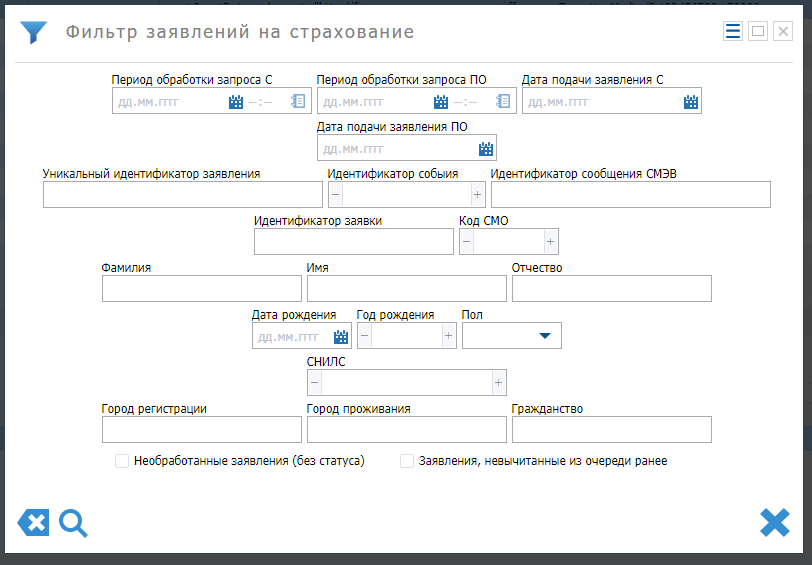 Фильтр заявлений на страхование
Период обработки запроса С Период обработки запроса ПО Дата подачи заявления С
дд.мм.гггг --:-- дд.мм.гггг --:-- дд.мм.гггг
Дата подачи заявления ПО
дд.мм.гггг
Уникальный идентификатор заявления Идентификатор собыия Идентификатор сообщения СМЭВ
− +
Идентификатор заявки Код СМО
− +
Фамилия Имя Отчество
Дата рождения Год рождения Пол
дд.мм.гггг − +
СНИЛС
− +
Город регистрации Город проживания Гражданство
Необработанные заявления (без статуса) Заявления, невычитанные из очереди ранее